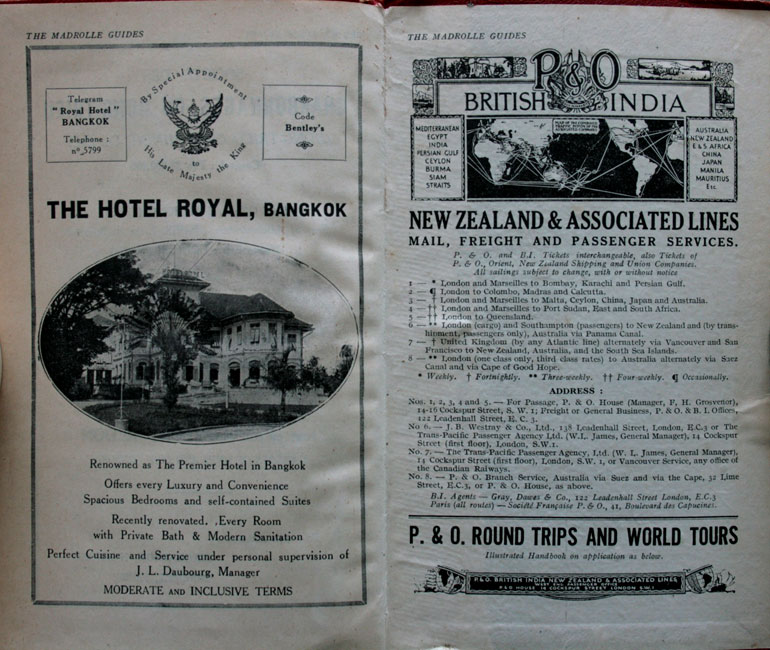 THE MADROLLE GUIDES
Telegram
"Royal Hotel"
BANGKOK
Telephone :
nº 5799
By Special Appointment
to
His Late Majesty the King
Code
Bentley's
THE HOTEL ROYAL, BANGKOK
Renowned as The Premier Hotel in Bangkok
Offers every Luxury and Convenience
Spacious Bedrooms and self-contained Suites
Recently renovated. .Every Room
with Private Bath & Modern Sanitation
Perfect Cuisine and Service under personal supervision of
J. L. Daubourg, Manager
MODERATE AND INCLUSIVE TERMS
THE MADROLLE GUIDES
P&O
BRITISH INDIA
MEDITERRANEAN
EGYPT
INDIA
PERSIAN GULF
CEYLON
BURMA
SIAM
STRAITS
AUSTRALIA
NEW ZEALAND
E & S AFRICA
CHINA
JAPAN
MANILA
MAURITIUS
Etc.
NEW ZEALAND & ASSOCIATED LINES
MAIL, FREIGHT AND PASSENGER SERVICES.
P. & O. and B.I. Tickets interchangeable, also Tickets of
P. & O., Orient, New Zealand Shipping and Union Companies.
All sailings subject to change, with or without notice
1 — * London and Marseilles to Bombay, Karachi and Persian Gulf.
2 — ¶ London to Colombo, Madras and Calcutta.
3 — † London and Marseilles to Malta, Ceylon, China, Japan and Australia.
4 — †† London and Marseilles to Port Sudan, East and South Africa.
5 — †† London to Queensland.
6 — ** London (cargo) and Southampton (passengers) to New Zealand and (by trans-
shipment, passengers only), Australia via Panama Canal.
7 — † United Kingdom (by any Atlantic line) alternately via Vancouver and San
Francisco to New Zealand, Australia, and the South Sea Islands.
8 — ** London (one class only, third class rates) to Australia alternately via Suez
Canal and via Cape of Good Hope.
* Weekly. † Fortnightly. ** Three-weekly. †† Four-weekly. ¶ Occasionally.
ADDRESS :
Nos. 1, 2, 3, 4 and 5. — For Passage, P. & O. House (Manager, F. H. Grosvenor),
14-16 Cockspur Street, S. W. 1; Freight or General Business, P. & O. & B. I. Offices,
122 Leadenhall Street, E. C. 3.
No 6. — J. B. Westray & Co., Ltd., 138 Leadenhall Street, London, E.C.3 or The
Trans-Pacific Passenger Agency Ltd. (W.L. James, General Manager), 14 Cockspur
Street (first floor), London, S.W.1.
No. 7. — The Trans-Pacific Passenger Agency, Ltd. (W. L. James, General Manager),
14 Cockspur Street (first floor), London, S.W. 1, or Vancouver Service, any office of
the Canadian Railways.
No. 8. — P. & O. Branch Service, Australia via Suez and via the Cape, 32 Lime
Street, E.C.3, or P. & O. House, as above.
B.I. Agents — Gray, Dawes & Co., 122 Leadenhall Street London, E.C.3
Paris (all routes) — Société Française P. & O., 41, Boulevard des Capucines.
P. & O. ROUND TRIPS AND WORLD TOURS
Illustrated Handbook on application as below.
P&O. BRITISH INDIA NEW ZEALAND & ASSOCIATED LINES
WEST END PASSENGER OFFICE
P&O HOUSE 16 COCKSPUR STREET LONDON S.W.1